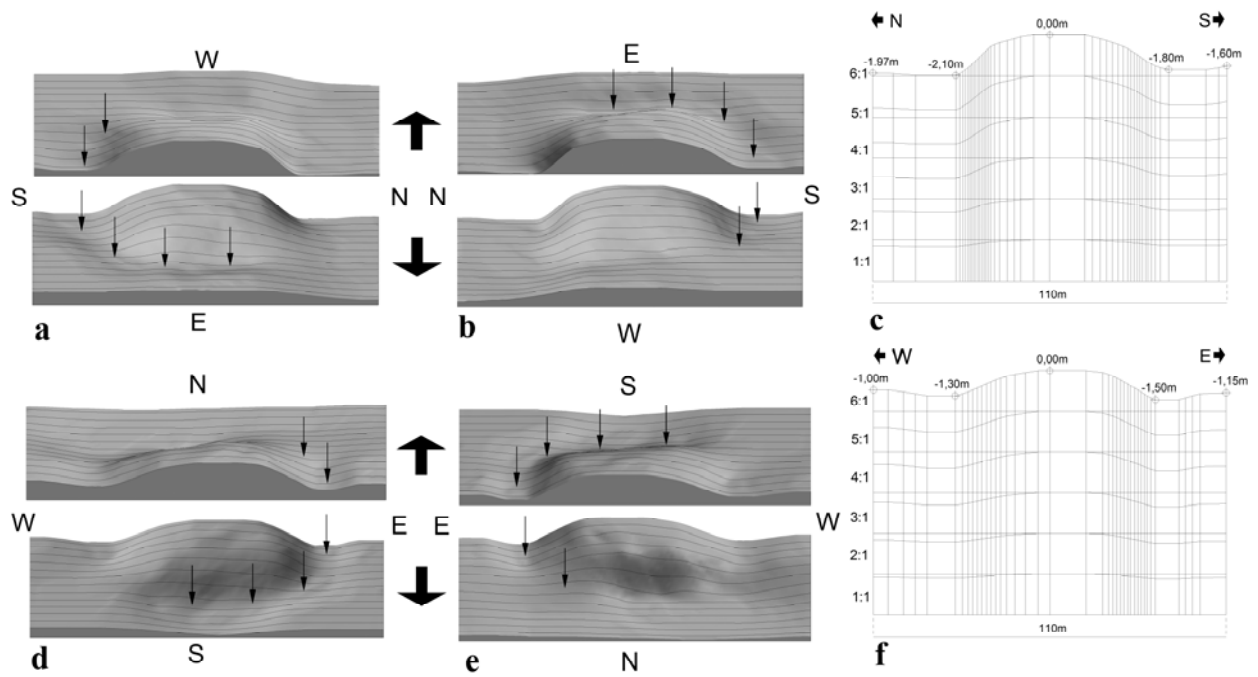 W
S N
E
a
E
N S
W
b
N S
0,00m
-1.97m -2,10m -1.80m -1,60m
6:1
5:1
4:1
3:1
2:1
1:1
110m
c
N
W E
S
d
S
E W
N
e
W E
0,00m
-1,00m -1,30m -1,50m -1,15m
6:1
5:1
4:1
3:1
2:1
1:1
110m
f